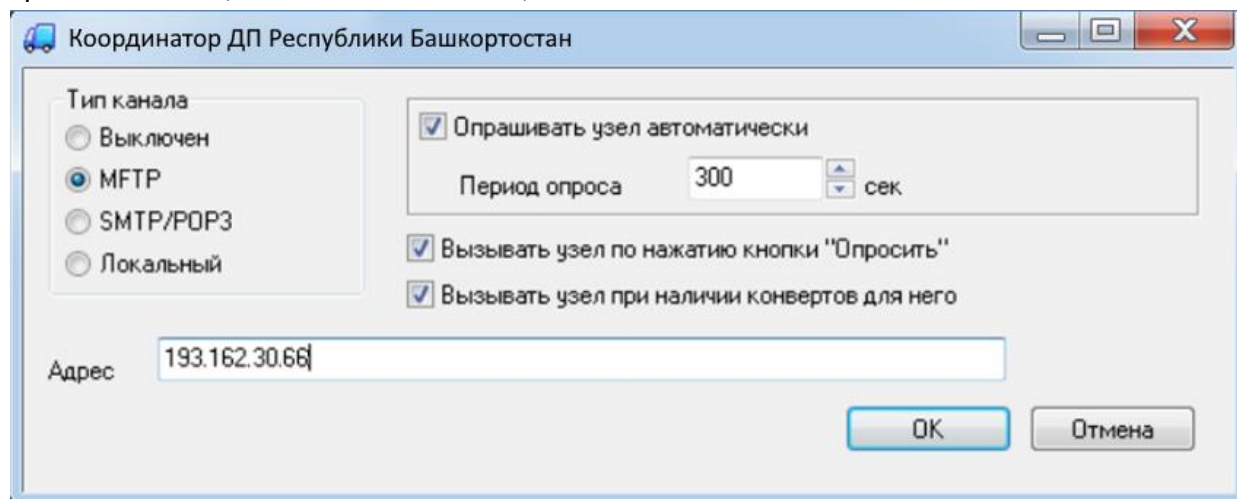 Координатор ДП Республики Башкортостан
Тип канала
Выключен
MFTP
SMTP/POP3
Локальный
Опрашивать узел автоматически
Период опроса 300 сек
Вызывать узел по нажатию кнопки "Опросить"
Вызывать узел при наличии конвертов для него
Адрес 193.162.30.66
OK Отмена